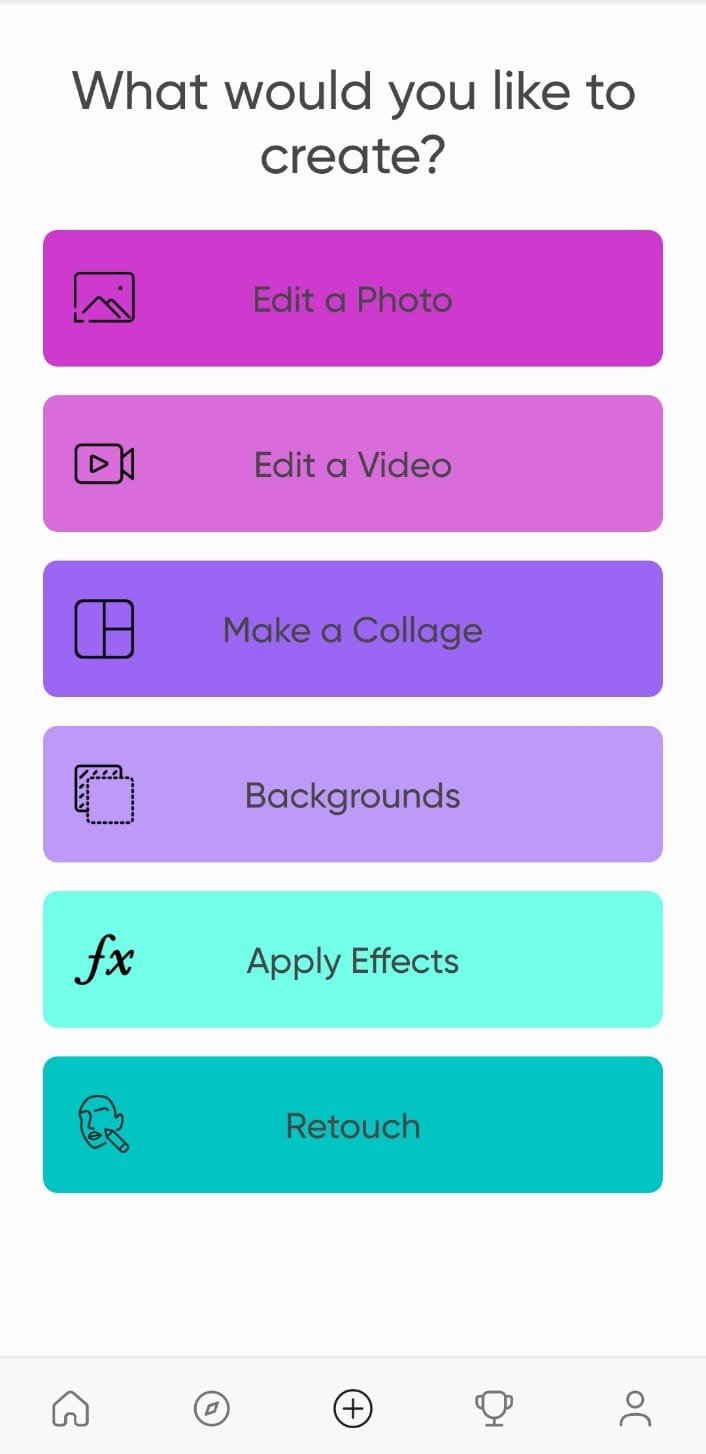 What would you like to
create?
Edit a Photo
Edit a Video
Make a Collage
Backgrounds
fx
Apply Effects
Retouch